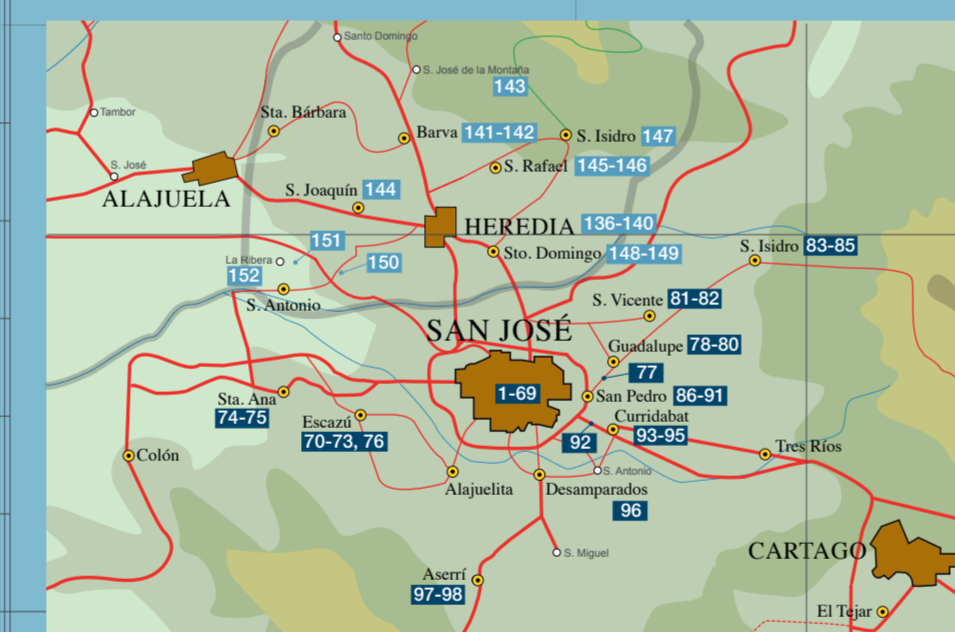 Santo Domingo
S. José de la Montaña
143
Tambor
Sta. Bárbara
Barva 141-142
S. Isidro 147
S. José
S. Rafael 145-146
ALAJUELA
S. Joaquín 144
HEREDIA 136-140
151
S. Isidro 83-85
La Ribera
150
Sto. Domingo 148-149
152
S. Antonio
S. Vicente 81-82
SAN JOSÉ
Guadalupe 78-80
77
1-69
San Pedro 86-91
Sta. Ana
74-75
Curridabat
93-95
Escazú
70-73, 76
92
Tres Ríos
Colón
S. Antonio
Alajuelita
Desamparados
96
S. Miguel
CARTAGO
Aserrí
97-98
El Tejar